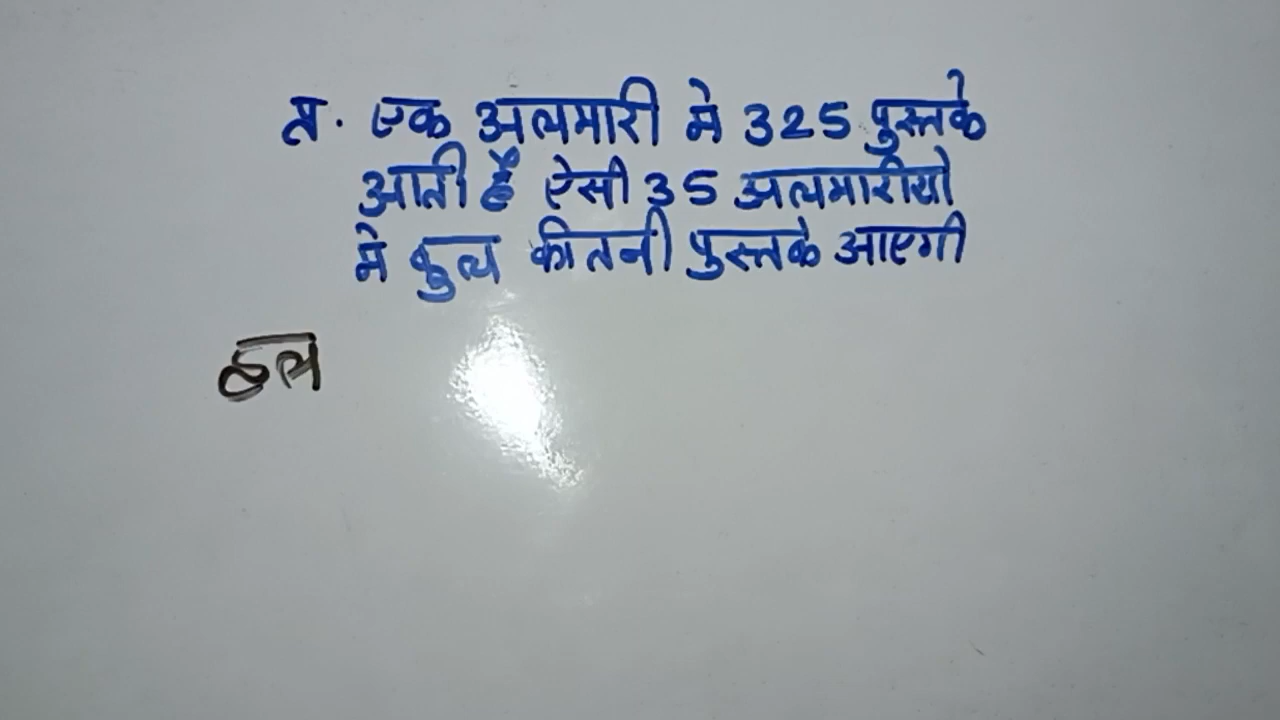 प्र. एक अलमारी मे 325 पुस्तके
आती है ऐसी 35 अलमारीयो
मे कुल कीतनी पुस्तके आएगी
हल